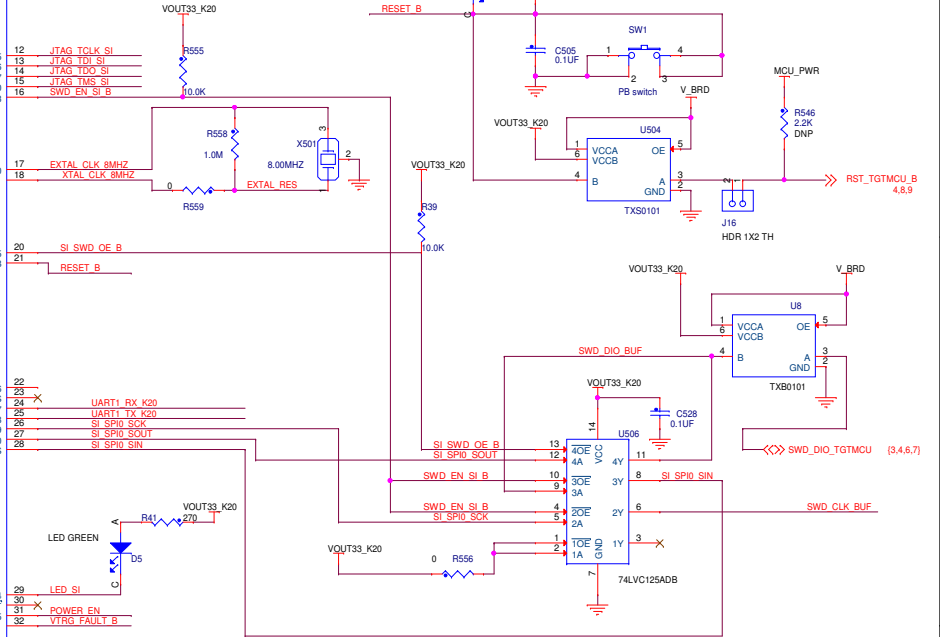 VOUT33_K20
R555
10.0K
12 JTAG_TCLK_SI
13 JTAG_TDI_SI
14 JTAG_TDO_SI
15 JTAG_TMS_SI
16 SWD_EN_SI_B
RESET_B
C
C505
0.1UF
SW1
1
4
2
3
PB switch
MCU_PWR
R546
2.2K
DNP
V_BRD
VOUT33_K20
U504
1 VCCA
6 VCCB
OE 5
4 B
A 3
GND 2
TXS0101
2
1
J16
HDR 1X2 TH
RST_TGTMCU_B
4,8,9
R558
1.0M
X501
3
2
8.00MHZ
1
17 EXTAL_CLK_8MHZ
18 XTAL_CLK_8MHZ
0
EXTAL_RES
R559
VOUT33_K20
R39
10.0K
20 SI_SWD_OE_B
21
RESET_B
VOUT33_K20
V_BRD
U8
1 VCCA
6 VCCB
OE 5
4 B
A 3
GND 2
TXB0101
SWD_DIO_BUF
SWD_DIO_TGTMCU {3,4,6,7}
22
23
24 UART1_RX_K20
25 UART1_TX_K20
26 SI_SPI0_SCK
27 SI_SPI0_SOUT
28 SI_SPI0_SIN
VOUT33_K20
C528
0.1UF
14
U506
VCC
SI_SWD_OE_B 13 4OE
SI_SPI0_SOUT 12 4A
4Y 11
SWD_EN_SI_B 10 3OE
9 3A
3Y 8 SI_SPI0_SIN
SWD_EN_SI_B 4 2OE
SI_SPI0_SCK 5 2A
2Y 6 SWD_CLK_BUF
1 1OE
2 1A
1Y 3
GND
7
74LVC125ADB
VOUT33_K20
0
R556
VOUT33_K20
R41
270
A
LED GREEN
D5
C
29 LED_SI
30
31 POWER_EN
32 VTRG_FAULT_B